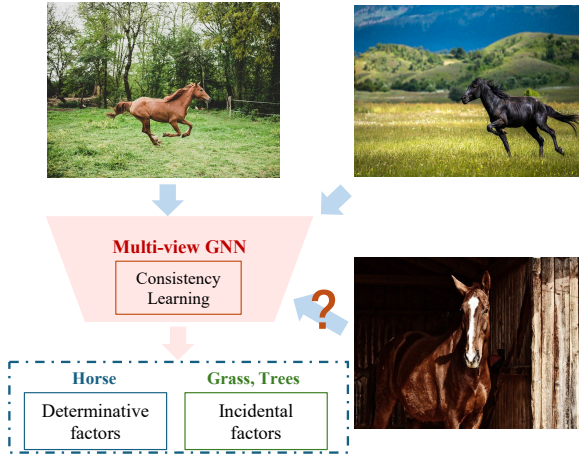 Multi-view GNN
Consistency
Learning
?
Horse
Grass, Trees
Determinative
factors
Incidental
factors